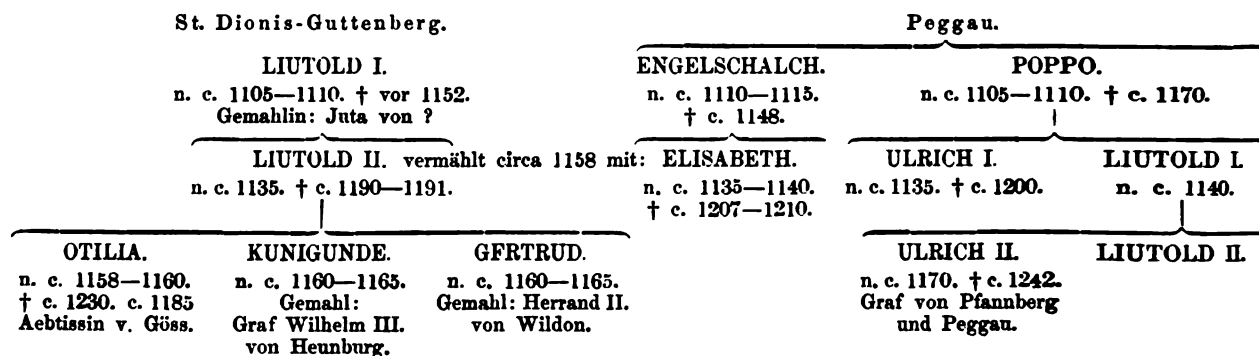 St. Dionis-Guttenberg. Peggau.
LIUTOLD I. ENGELSCHALCH. POPPO.
n. c. 1105—1110. † vor 1152. n. c. 1110—1115. n. c. 1105—1110. † c. 1170.
Gemahlin: Juta von ? † c. 1148.
LIUTOLD II. vermählt circa 1158 mit: ELISABETH. ULRICH I. LIUTOLD I.
n. c. 1135. † c. 1190—1191. n. c. 1135—1140. n. c. 1135. † c. 1200. n. c. 1140.
† c. 1207—1210.
OTILIA. KUNIGUNDE. GFRTRUD. ULRICH II. LIUTOLD II.
n. c. 1158—1160. n. c. 1160—1165. n. c. 1160—1165. n. c. 1170. † c. 1242.
† c. 1230. c. 1185 Gemahl: Gemahl: Herrand II. Graf von Pfannberg
Aebtissin v. Göss. Graf Wilhelm III. von Wildon. und Peggau.
von Heunburg.